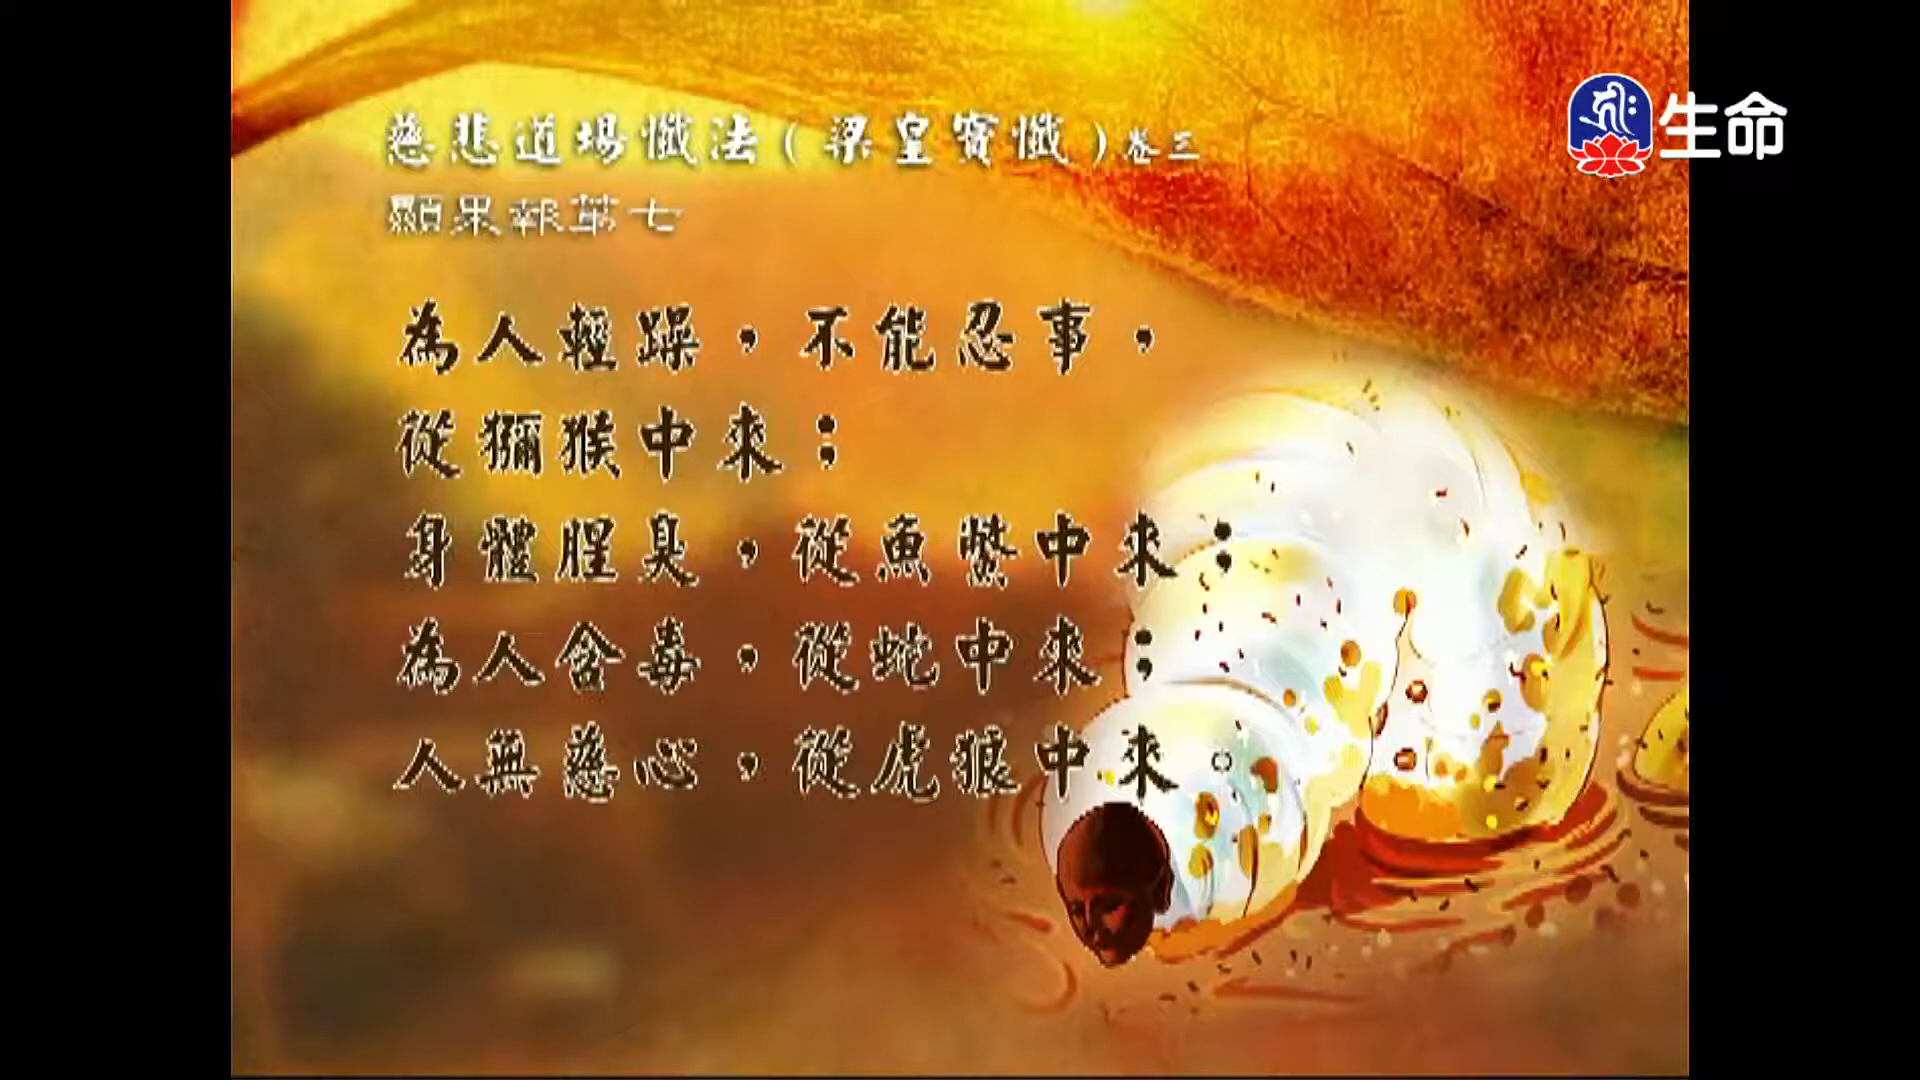 慈悲道場懺法(梁皇寶懺)卷三
顯果報第七
生命
為人輕躁，不能忍事，
從獼猴中來；
身體腥臭，從魚鱉中來；
為人含毒，從蛇中來；
人無慈心，從虎狼中來。